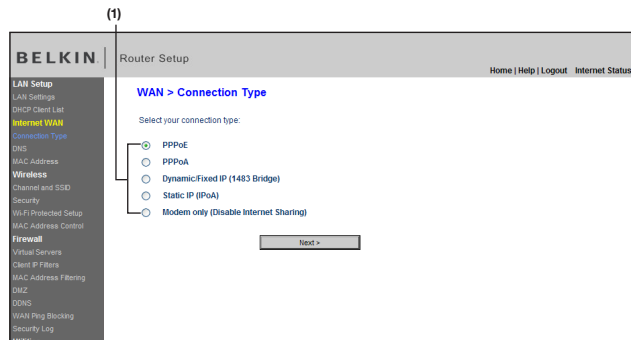 (1)
BELKIN. Router Setup
Home | Help | Logout Internet Status
LAN Setup
LAN Settings
DHCP Client List
Internet WAN
Connection Type
DNS
MAC Address
Wireless
Channel and SSID
Security
Wi-Fi Protected Setup
MAC Address Control
Firewall
Virtual Servers
Client IP Filters
MAC Address Filtering
DMZ
DDNS
WAN Ping Blocking
Security Log
WAN > Connection Type
Select your connection type:
PPPoE
PPPoA
Dynamic/Fixed IP (1483 Bridge)
Static IP (IPoA)
Modem only (Disable Internet Sharing)
Next >